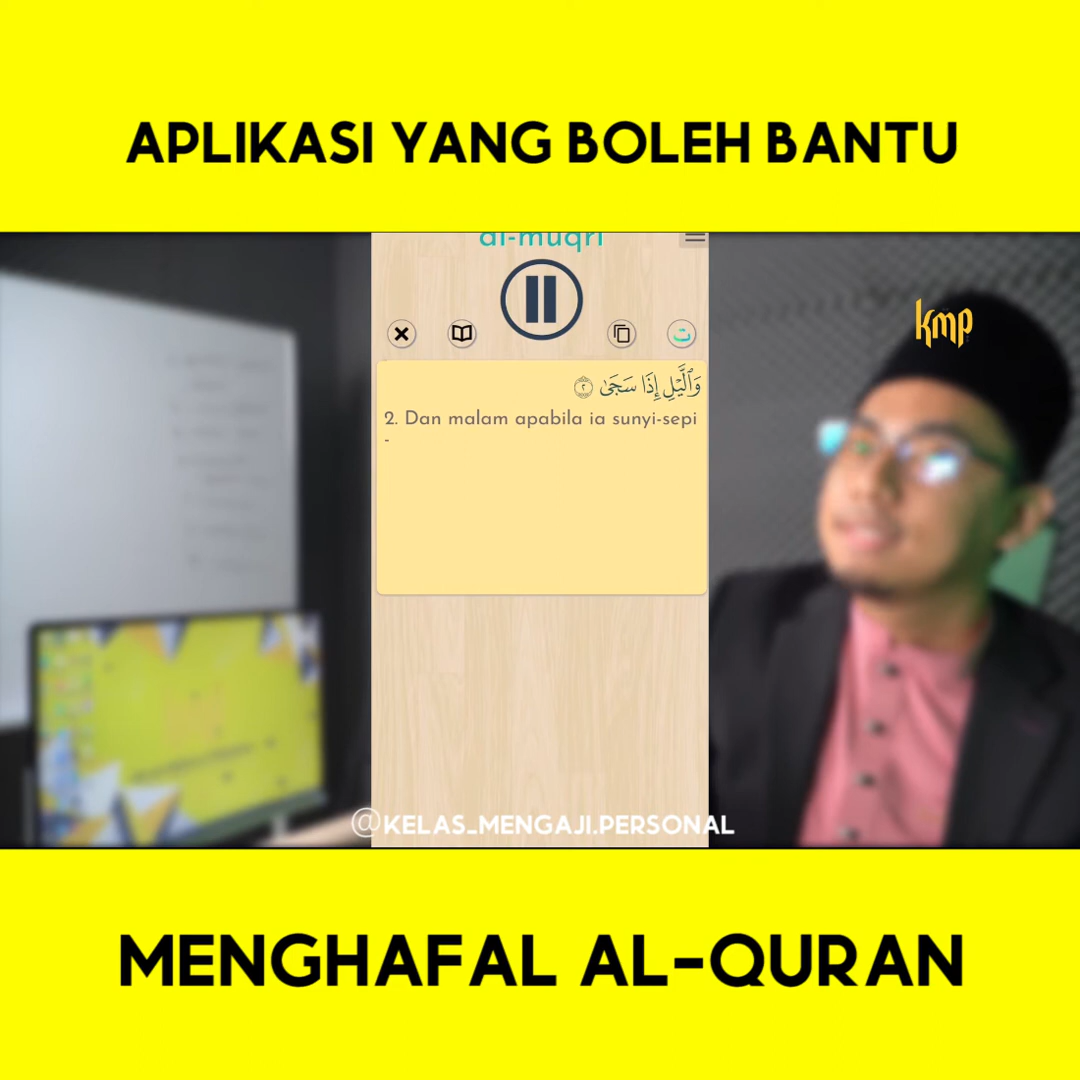 APLIKASI YANG BOLEH BANTU
al-muqri
kmp
وَٱلَّيْلِ إِذَا سَجَىٰ ٢
2. Dan malam apabila ia sunyi-sepi
-
@KELAS_MENGAJI.PERSONAL
MENGHAFAL AL-QURAN